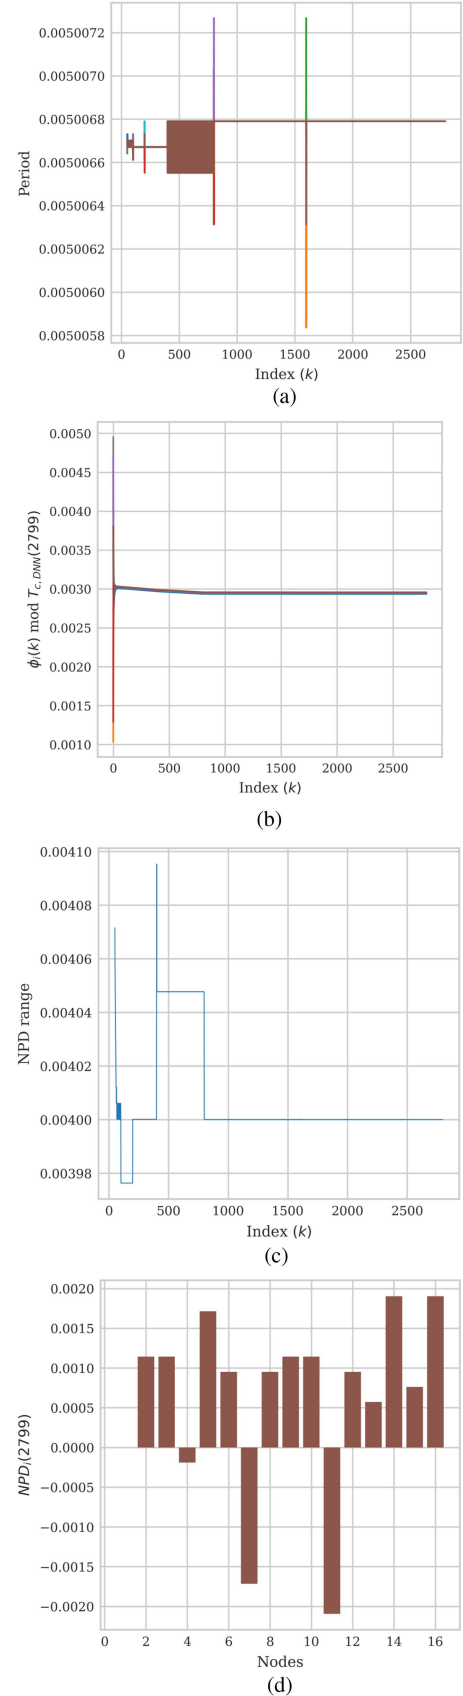 0.0050072
0.0050070
0.0050068
0.0050066
0.0050064
0.0050062
0.0050060
0.0050058
Period
0 500 1000 1500 2000 2500
Index (k)
(a)
0.0050
0.0045
0.0040
0.0035
0.0030
0.0025
0.0020
0.0015
0.0010
ϕi(k) mod Tc,DNN(2799)
0 500 1000 1500 2000 2500
Index (k)
(b)
0.00410
0.00408
0.00406
0.00404
0.00402
0.00400
0.00398
NPD range
0 500 1000 1500 2000 2500
Index (k)
(c)
0.0020
0.0015
0.0010
0.0005
0.0000
−0.0005
−0.0010
−0.0015
−0.0020
NPDi(2799)
0 2 4 6 8 10 12 14 16
Nodes
(d)